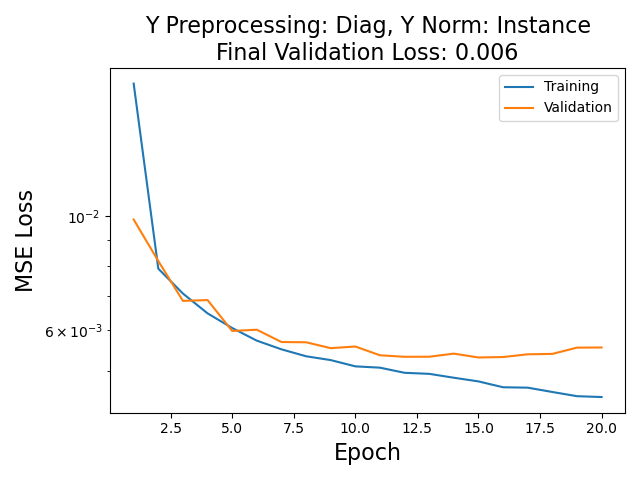 Y Preprocessing: Diag, Y Norm: Instance
Final Validation Loss: 0.006
Training
Validation
MSE Loss
10⁻²
6 × 10⁻³
2.5 5.0 7.5 10.0 12.5 15.0 17.5 20.0
Epoch